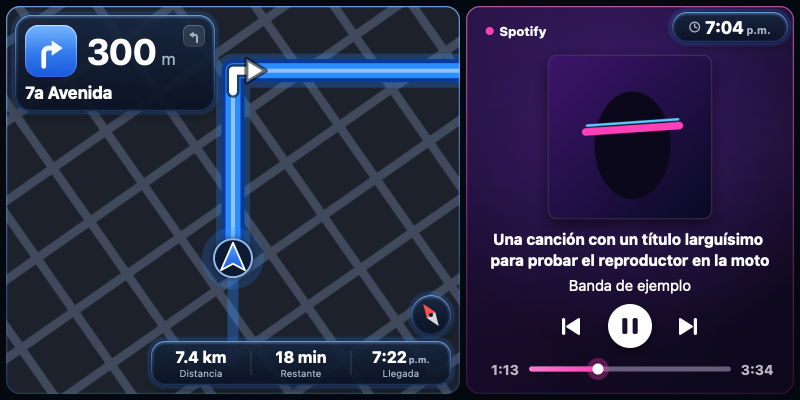 300 m
7a Avenida
7.4 km
Distancia
18 min
Restante
7:22 p.m.
Llegada
Spotify
7:04 p.m.
Una canción con un título larguísimo
para probar el reproductor en la moto
Banda de ejemplo
1:13
3:34